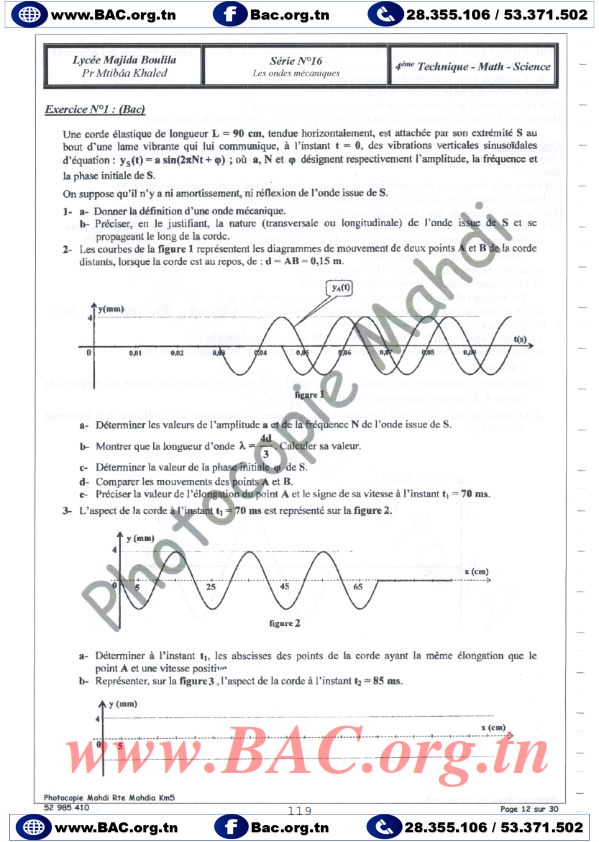 www.BAC.org.tn Bac.org.tn 28.355.106 / 53.371.502
Lycée Majida Boulila
Pr Mtibâa Khaled
Série N°16
Les ondes mécaniques
4ème Technique - Math - Science
Exercice N°1 : (Bac)
Une corde élastique de longueur L = 90 cm, tendue horizontalement, est attachée par son extrémité S au
bout d'une lame vibrante qui lui communique, à l'instant t = 0, des vibrations verticales sinusoïdales
d'équation : yS(t) = a sin(2πNt + φ) ; où a, N et φ désignent respectivement l'amplitude, la fréquence et
la phase initiale de S.
On suppose qu'il n'y a ni amortissement, ni réflexion de l'onde issue de S.
1- a- Donner la définition d'une onde mécanique.
b- Préciser, en le justifiant, la nature (transversale ou longitudinale) de l'onde issue de S et se
propageant le long de la corde.
2- Les courbes de la figure 1 représentent les diagrammes de mouvement de deux points A et B de la corde
distants, lorsque la corde est au repos, de : d = AB = 0,15 m.
y(mm)
yA(t)
4
0 0,01 0,02 0,03 0,04 0,05 0,06 0,07 0,08 0,09 t(s)
figure 1
a- Déterminer les valeurs de l'amplitude a et de la fréquence N de l'onde issue de S.
b- Montrer que la longueur d'onde λ = 4d/3 Calculer sa valeur.
c- Déterminer la valeur de la phase initiale φ de S.
d- Comparer les mouvements des points A et B.
e- Préciser la valeur de l'élongation du point A et le signe de sa vitesse à l'instant t1 = 70 ms.
3- L'aspect de la corde à l'instant t1 = 70 ms est représenté sur la figure 2.
y (mm)
4
x (cm)
0 5 25 45 65
figure 2
a- Déterminer à l'instant t1, les abscisses des points de la corde ayant la même élongation que le
point A et une vitesse positive
b- Représenter, sur la figure 3, l'aspect de la corde à l'instant t2 = 85 ms.
y (mm)
4
x (cm)
0 5
Photocopie Mahdi
www.BAC.org.tn
Photocopie Mahdi Rte Mahdia Km5
52 985 410
119
Page 12 sur 30
www.BAC.org.tn Bac.org.tn 28.355.106 / 53.371.502